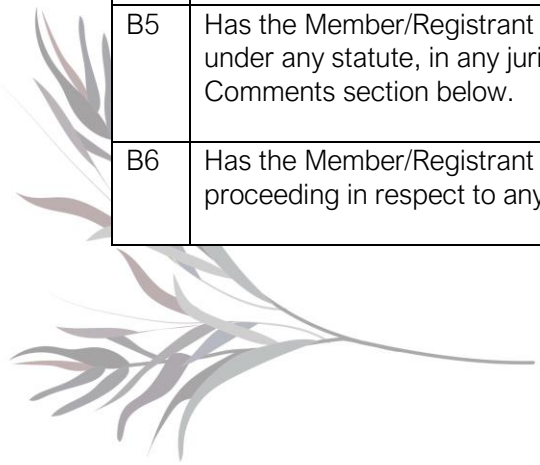 B5 Has the Member/Registrant
under any statute, in any
Comments section below.
B6 Has the Member/Registrant
proceeding in respect to any